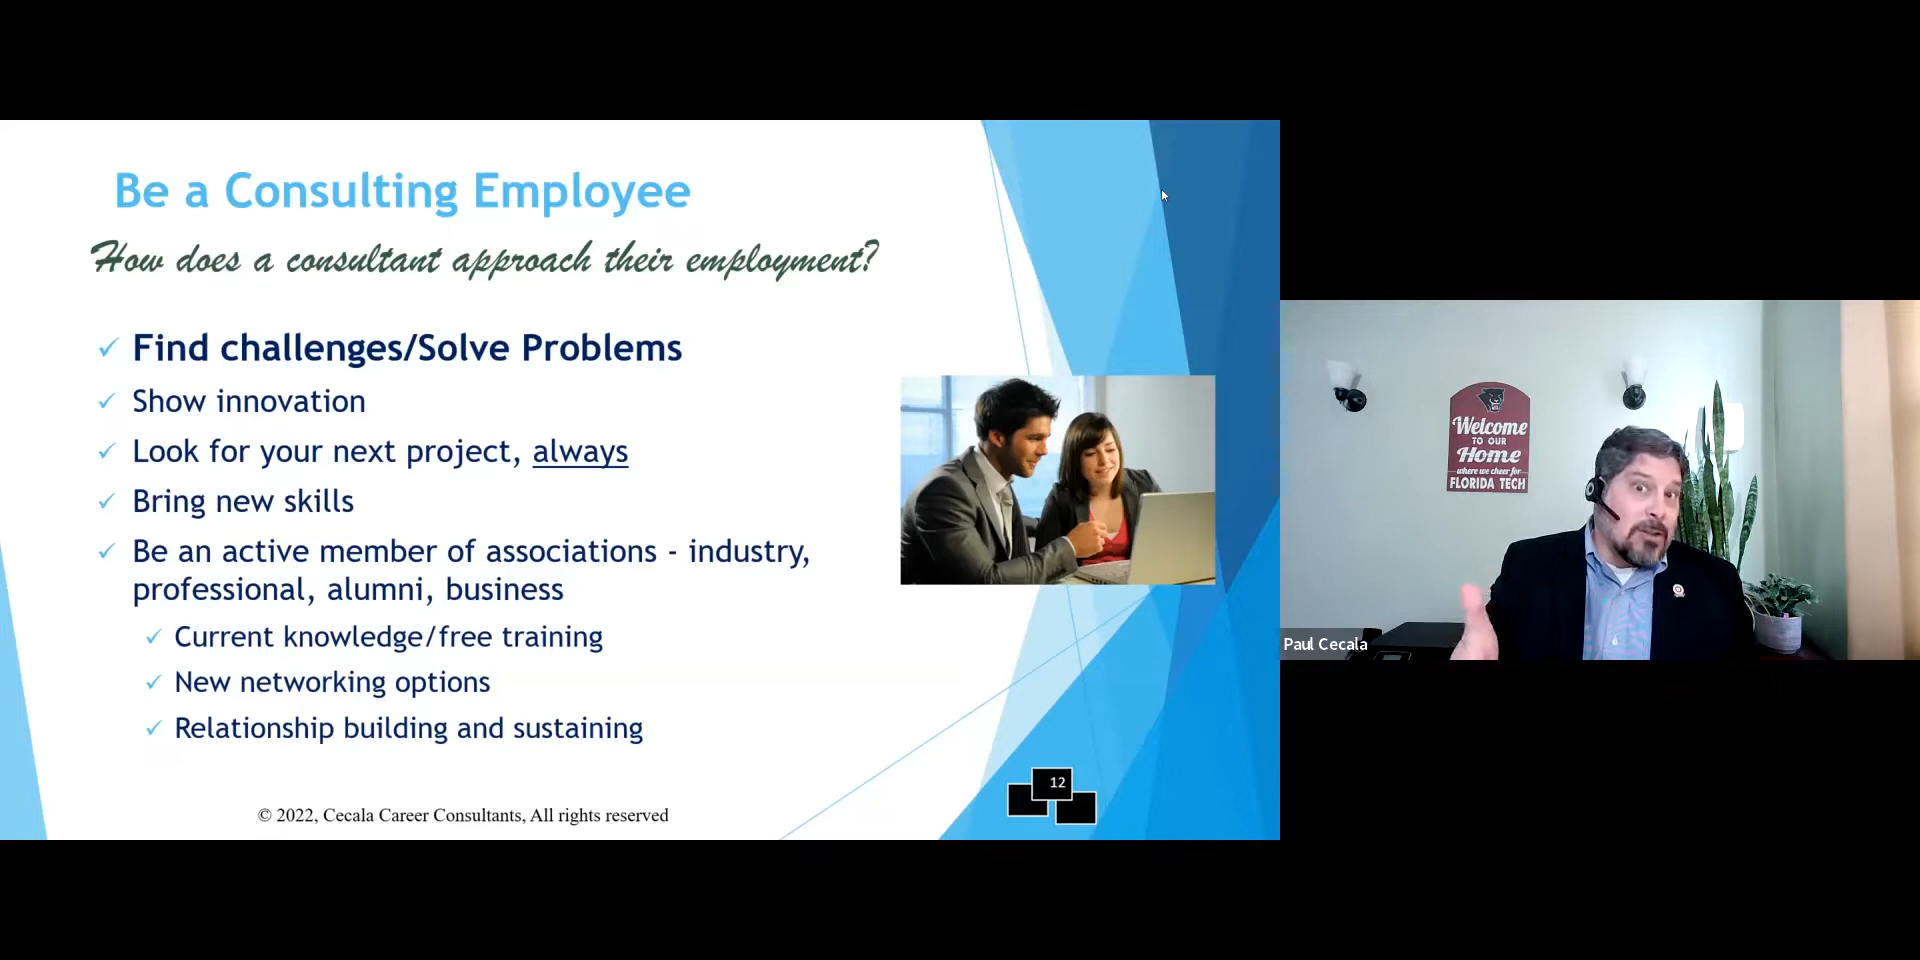 Be a Consulting Employee
How does a consultant approach their employment?
Find challenges/Solve Problems
Show innovation
Look for your next project, always
Bring new skills
Be an active member of associations - industry,
professional, alumni, business
Current knowledge/free training
New networking options
Relationship building and sustaining
© 2022, Cecala Career Consultants, All rights reserved
12
Welcome
TO OUR
Home
where we cheer for
FLORIDA TECH
Paul Cecala